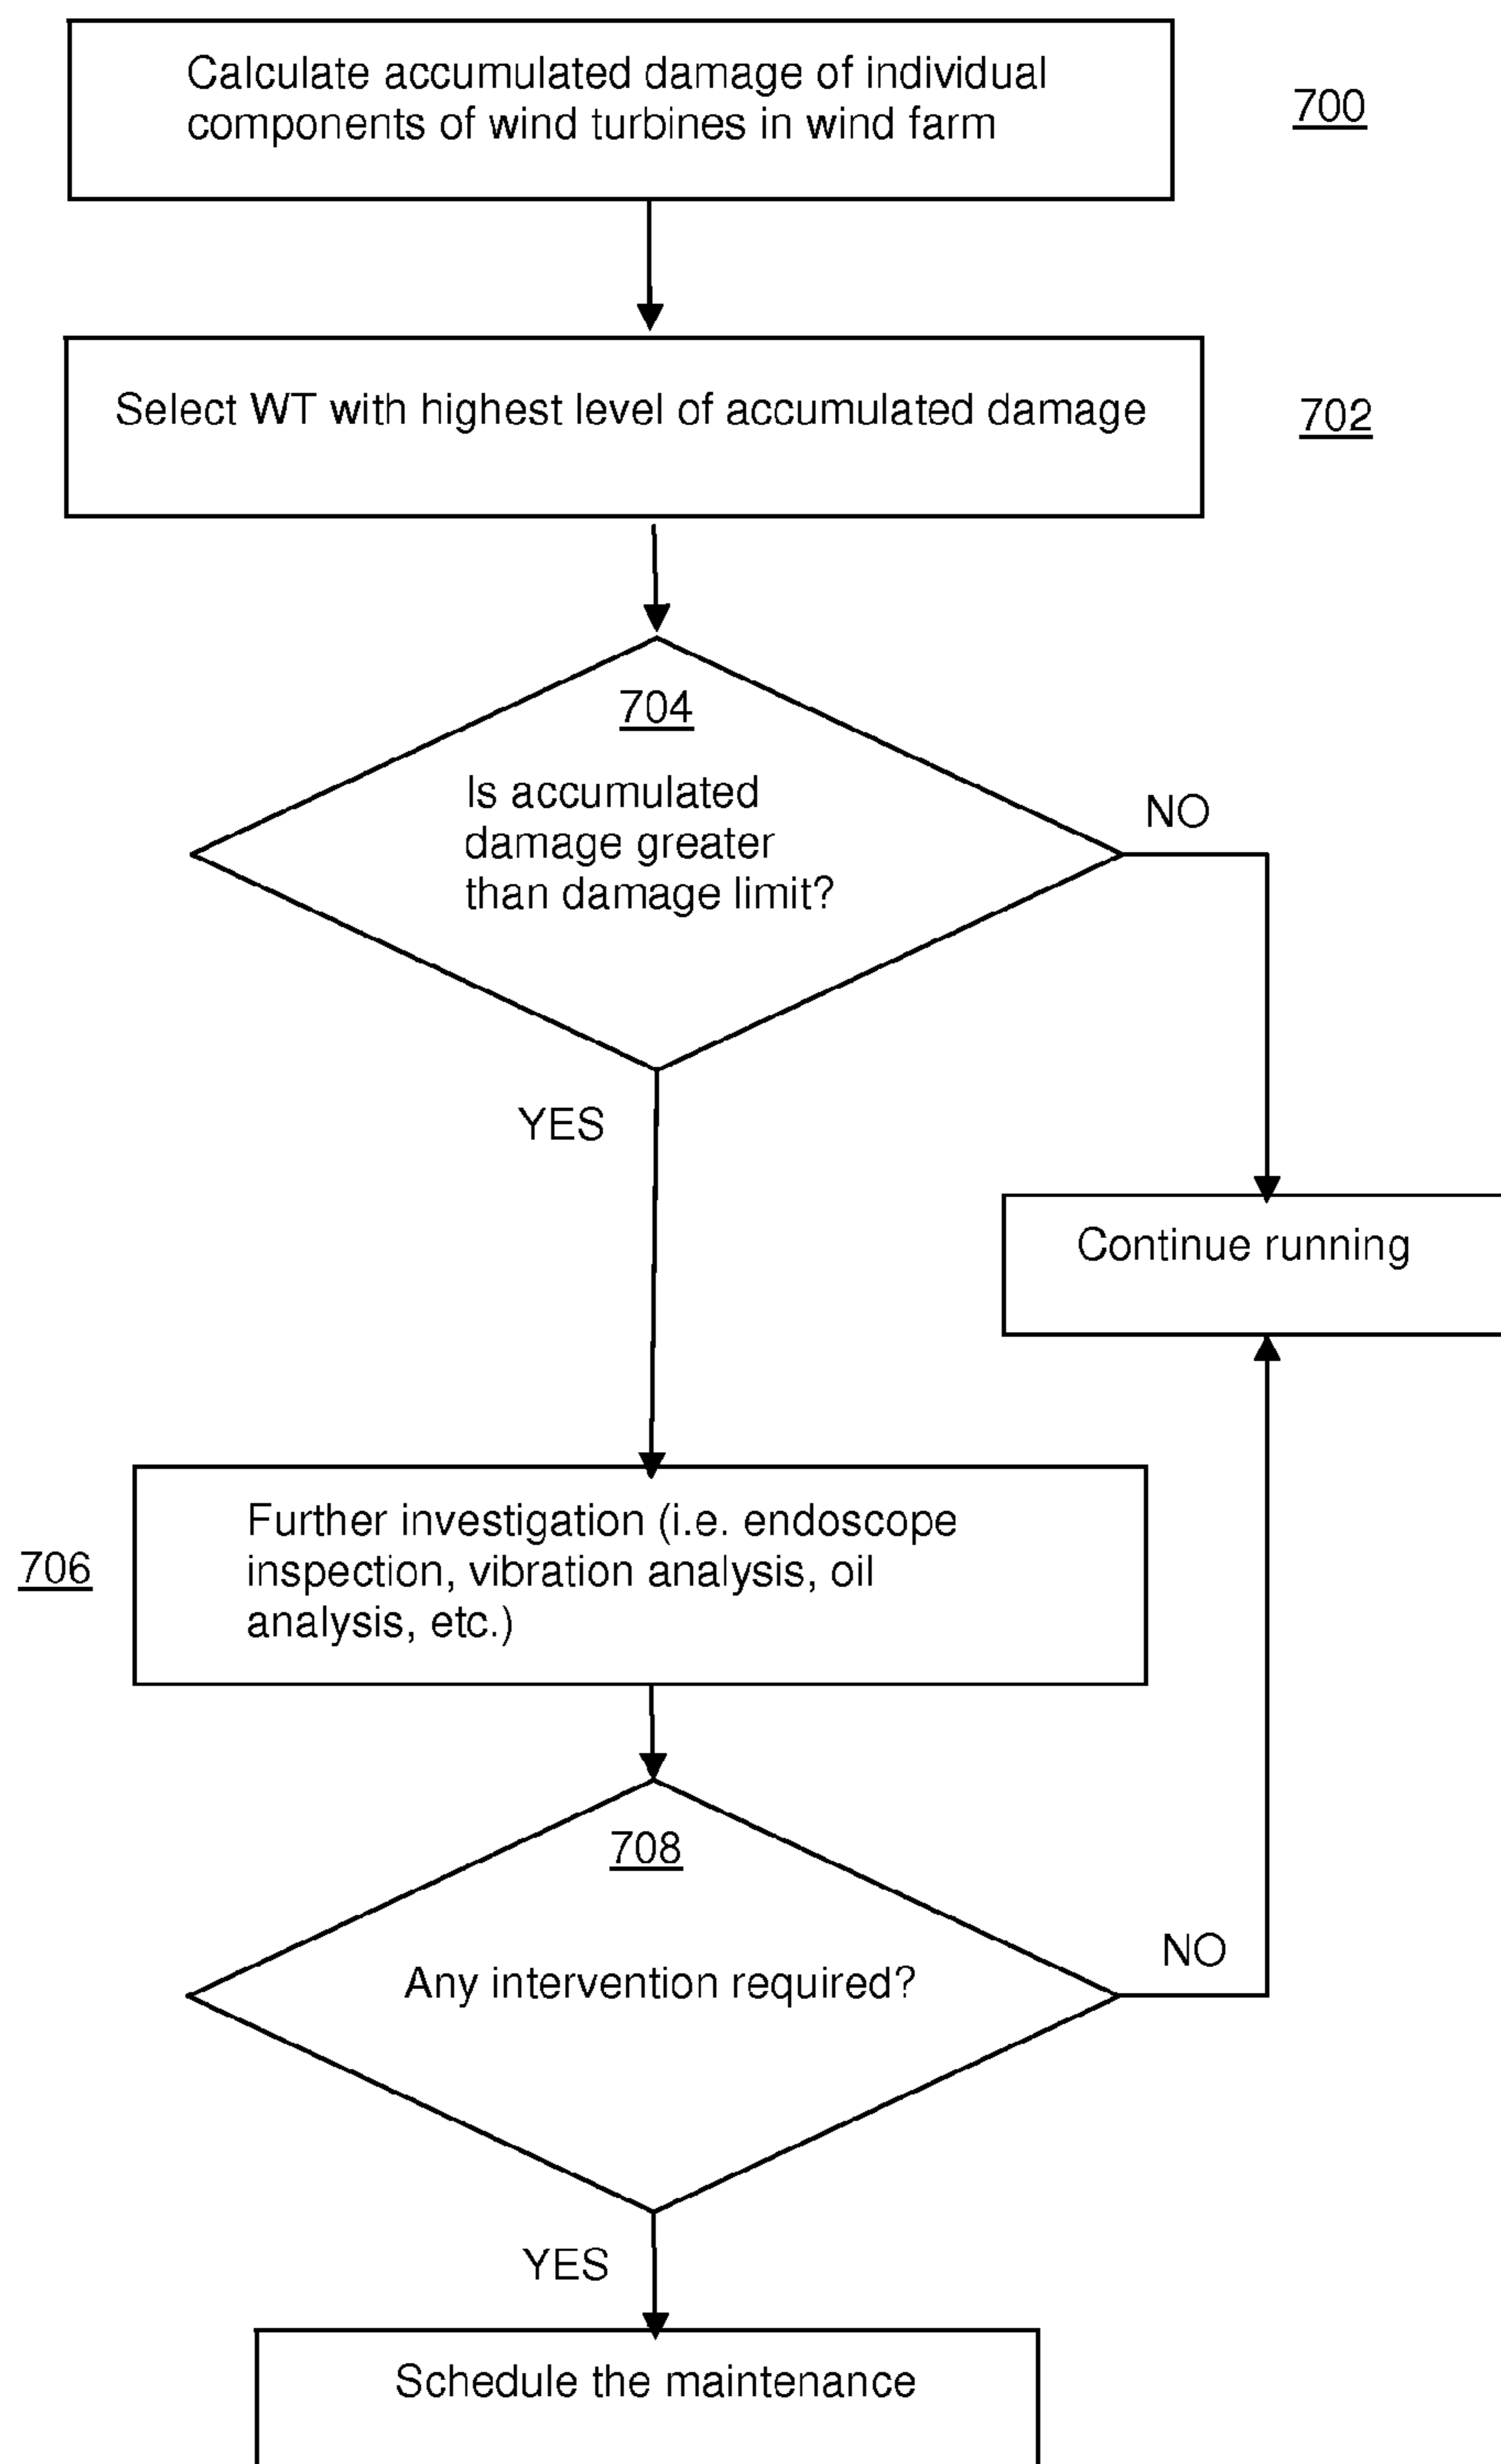 Calculate accumulated damage of individual
components of wind turbines in wind farm
700
Select WT with highest level of accumulated damage
702
704
Is accumulated
damage greater
than damage limit?
NO
YES
Continue running
706
Further investigation (i.e. endoscope
inspection, vibration analysis, oil
analysis, etc.)
708
Any intervention required?
NO
YES
Schedule the maintenance